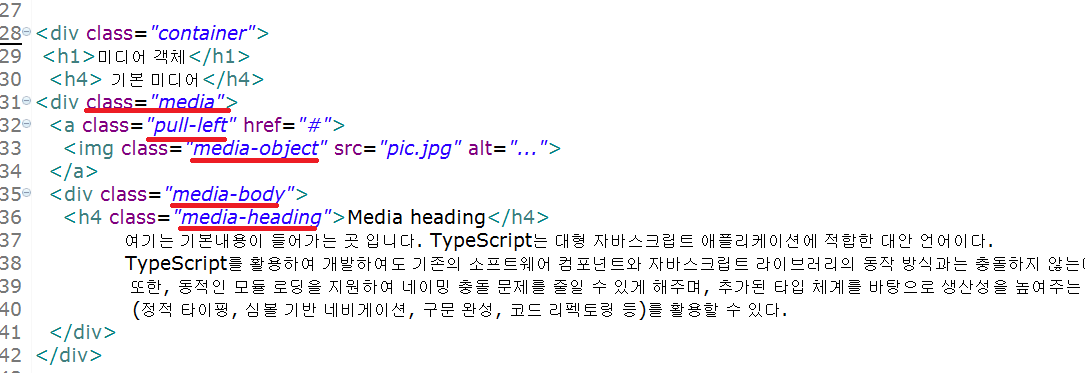 27
28 <div class="container">
29 <h1>미디어 객체</h1>
30 <h4> 기본 미디어</h4>
31 <div class="media">
32 <a class="pull-left" href="#">
33 <img class="media-object" src="pic.jpg" alt="...">
34 </a>
35 <div class="media-body">
36 <h4 class="media-heading">Media heading</h4>
37 여기는 기본내용이 들어가는 곳 입니다. TypeScript는 대형 자바스크립트 애플리케이션에 적합한 대안 언어이다.
38 TypeScript를 활용하여 개발하여도 기존의 소프트웨어 컴포넌트와 자바스크립트 라이브러리의 동작 방식과는 충돌하지 않는
39 또한, 동적인 모듈 로딩을 지원하여 네이밍 충돌 문제를 줄일 수 있게 해주며, 추가된 타입 체계를 바탕으로 생산성을 높여주는
40 (정적 타이핑, 심볼 기반 네비게이션, 구문 완성, 코드 리펙토링 등)를 활용할 수 있다.
41 </div>
42 </div>